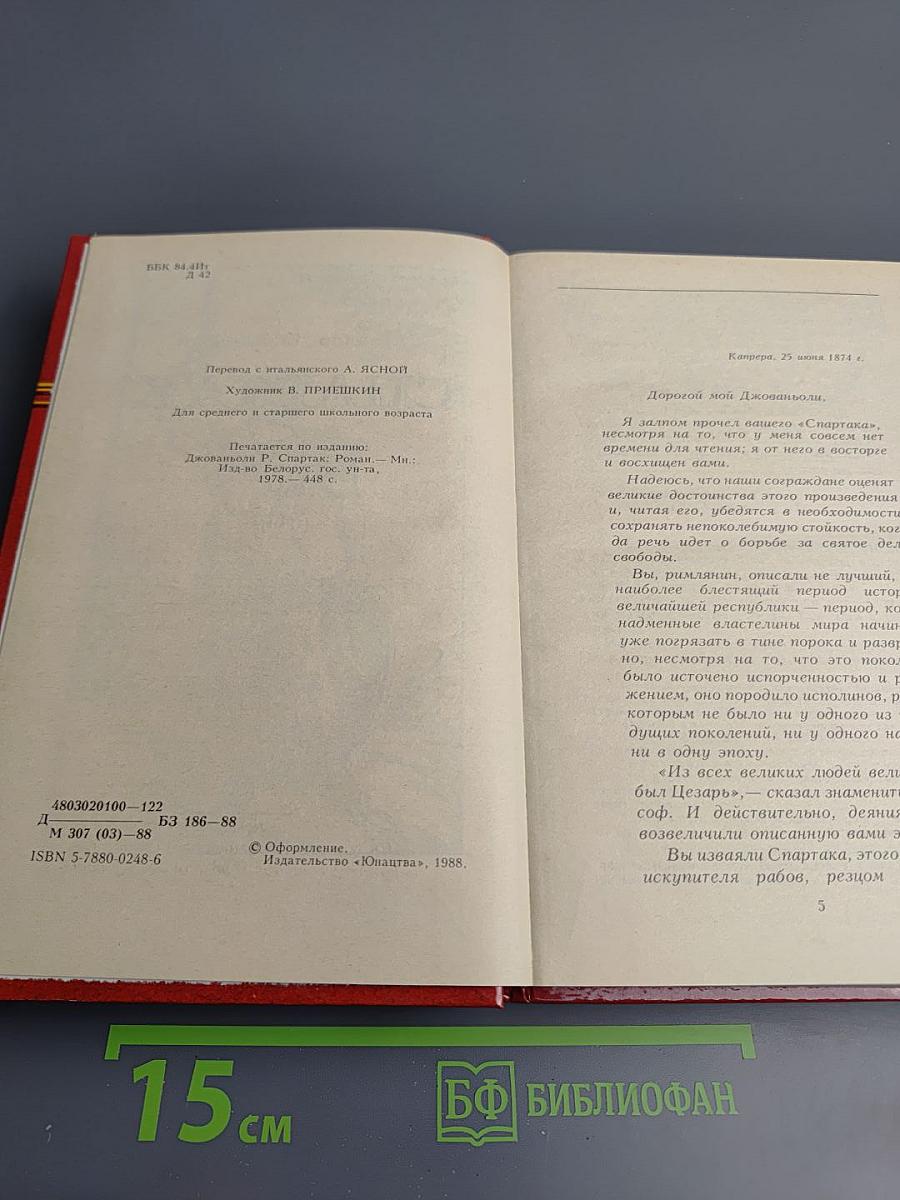 ББК 84.4Ит
Д 42
Перевод с итальянского А. ЯСНОЙ
Художник В. ПРИЕШКИН
Для среднего и старшего школьного возраста
Печатается по изданию:
Джованьоли Р. Спартак: Роман.— Мн.:
Изд-во Белорус. гос. ун-та,
1978.— 448 с.
4803020100—122
Д БЗ 186—88
М 307 (03)—88
ISBN 5-7880-0248-6
© Оформление.
Издательство «Юнацтва», 1988.
Капрера, 25 июня 1874 г.
Дорогой мой Джованьоли,
Я залпом прочел вашего «Спартака»,
несмотря на то, что у меня совсем нет
времени для чтения; я от него в восторге
и восхищен вами.
Надеюсь, что наши сограждане оценят
великие достоинства этого произведения
и, читая его, убедятся в необходимости
сохранять непоколебимую стойкость, ког
да речь идет о борьбе за святое дел
свободы.
Вы, римлянин, описали не лучший,
наиболее блестящий период истор
величайшей республики — период, ко
надменные властелины мира начин
уже погрязать в тине порока и развр
но, несмотря на то, что это покол
было источено испорченностью и р
жением, оно породило исполинов, р
которым не было ни у одного из
дущих поколений, ни у одного на
ни в одну эпоху.
«Из всех великих людей вели
был Цезарь»,— сказал знаменит
соф. И действительно, деяния
возвеличили описанную вами э
Вы изваяли Спартака, этого
искупителя рабов, резцом
5
15 см
БФ БИБЛИОФАН